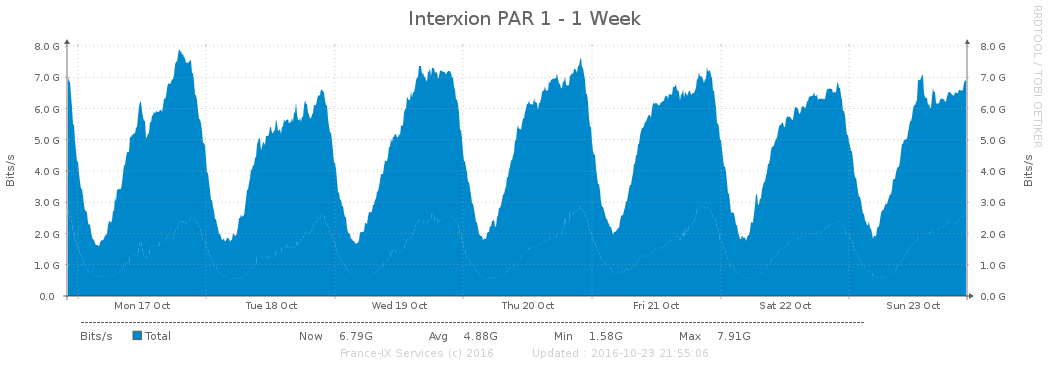 Interxion PAR 1 - 1 Week
RRDTOOL / TOBI OETIKER
Bits/s
8.0 G 8.0 G
7.0 G 7.0 G
6.0 G 6.0 G
5.0 G 5.0 G
4.0 G 4.0 G
3.0 G 3.0 G
2.0 G 2.0 G
1.0 G 1.0 G
0.0 0.0 G
Bits/s
Mon 17 Oct Tue 18 Oct Wed 19 Oct Thu 20 Oct Fri 21 Oct Sat 22 Oct Sun 23 Oct
Bits/s Total Now 6.79G Avg 4.88G Min 1.58G Max 7.91G
France-IX Services (c) 2016 Updated : 2016-10-23 21:55:06